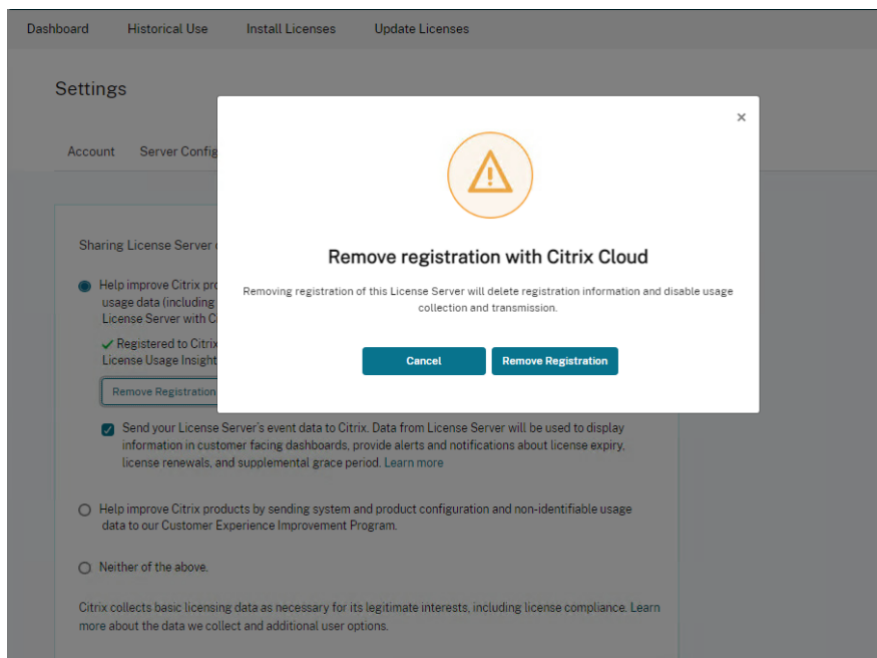 Dashboard Historical Use Install Licenses Update Licenses
Settings
×
Account Server Config
Remove registration with Citrix Cloud
Removing registration of this License Server will delete registration information and disable usage
collection and transmission.
Cancel Remove Registration
Sharing License Server
Help improve Citrix pro
usage data (including
License Server with C
Registered to Citrix
License Usage Insight
Remove Registration
Send your License Server's event data to Citrix. Data from License Server will be used to display
information in customer facing dashboards, provide alerts and notifications about license expiry,
license renewals, and supplemental grace period. Learn more
Help improve Citrix products by sending system and product configuration and non-identifiable usage
data to our Customer Experience Improvement Program.
Neither of the above.
Citrix collects basic licensing data as necessary for its legitimate interests, including license compliance. Learn
more about the data we collect and additional user options.